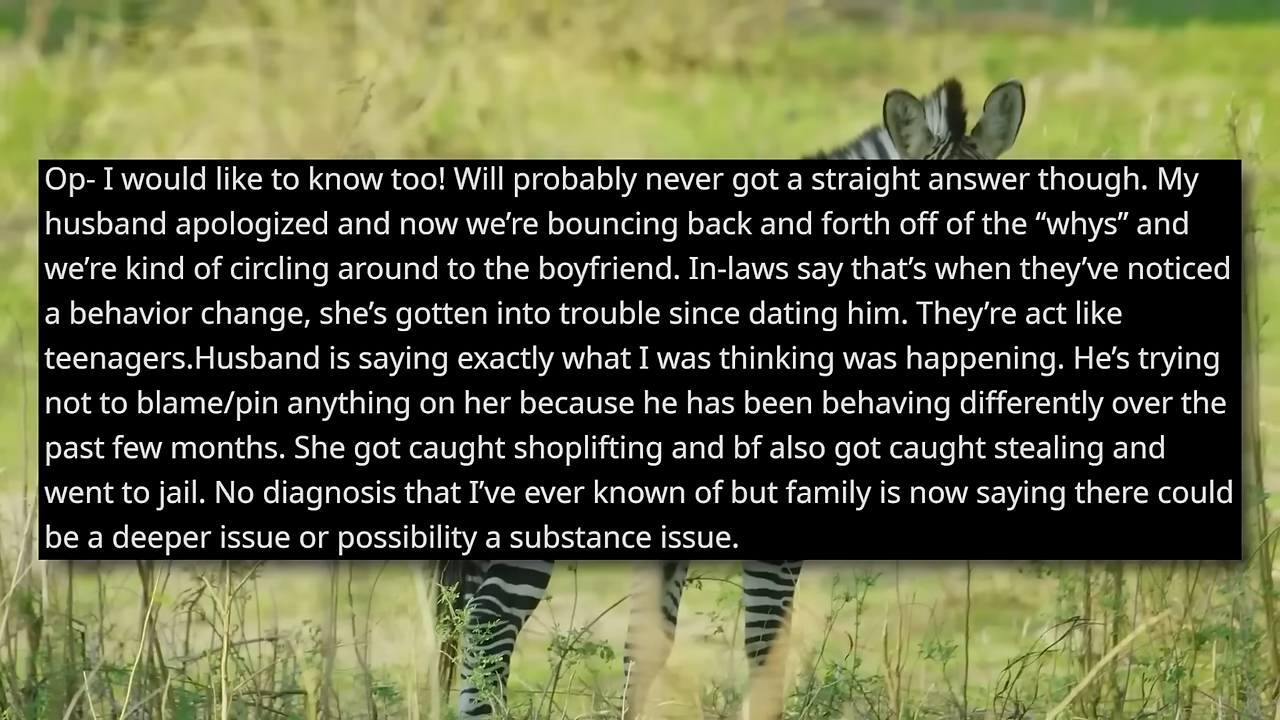 Op- I would like to know too! Will probably never got a straight answer though. My
husband apologized and now we’re bouncing back and forth off of the “whys” and
we’re kind of circling around to the boyfriend. In-laws say that’s when they’ve noticed
a behavior change, she’s gotten into trouble since dating him. They’re act like
teenagers.Husband is saying exactly what I was thinking was happening. He’s trying
not to blame/pin anything on her because he has been behaving differently over the
past few months. She got caught shoplifting and bf also got caught stealing and
went to jail. No diagnosis that I’ve ever known of but family is now saying there could
be a deeper issue or possibility a substance issue.